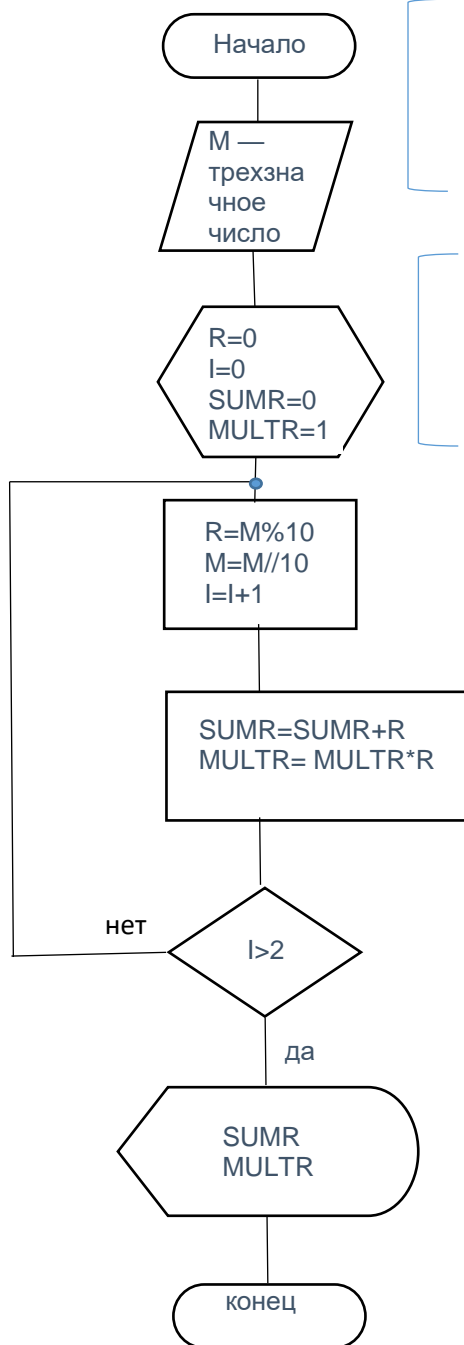 Начало
M —
трехзна
чное
число
R=0
I=0
SUMR=0
MULTR=1
R=M%10
M=M//10
I=I+1
SUMR=SUMR+R
MULTR= MULTR*R
нет
I>2
да
SUMR
MULTR
конец